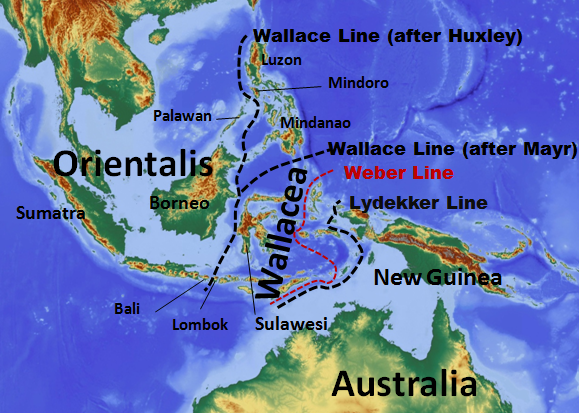 Wallace Line (after Huxley)
Luzon
Mindoro
Palawan
Mindanao
Wallace Line (after Mayr)
Orientalis
Weber Line
Wallacea
Borneo
Lydekker Line
Sumatra
New Guinea
Bali
Lombok
Sulawesi
Australia